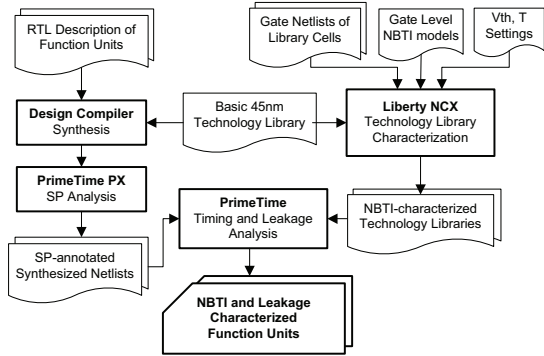 RTL Description of
Function Units
Gate Netlists of
Library Cells
Gate Level
NBTI models
Vth, T
Settings
Design Compiler
Synthesis
Basic 45nm
Technology Library
Liberty NCX
Technology Library
Characterization
PrimeTime PX
SP Analysis
PrimeTime
Timing and Leakage
Analysis
NBTI-characterized
Technology Libraries
SP-annotated
Synthesized Netlists
NBTI and Leakage
Characterized
Function Units